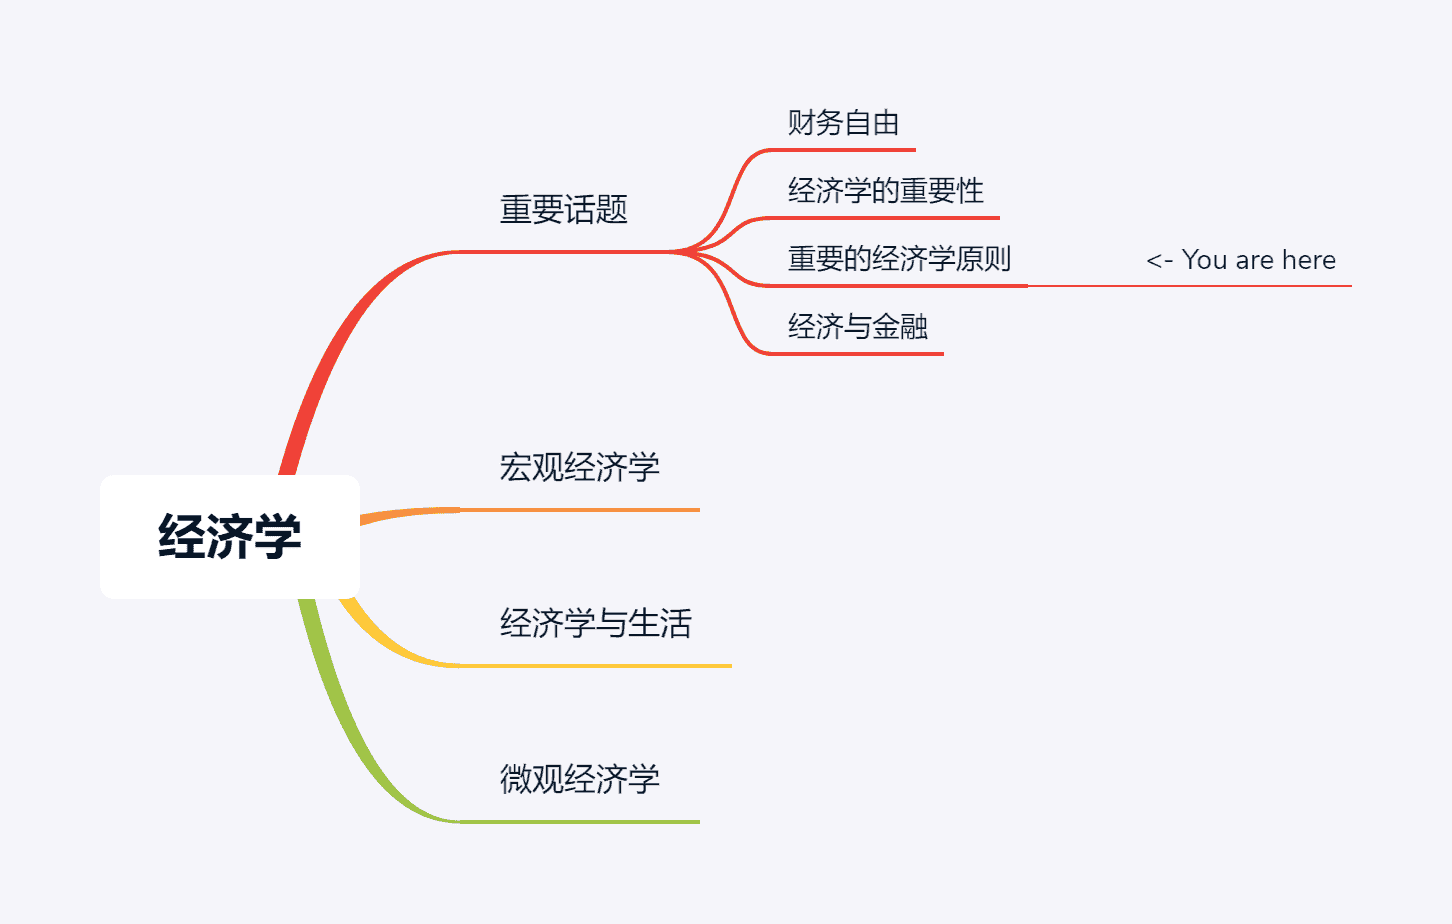 财务自由
经济学的重要性
重要话题
重要的经济学原则
<- You are here
经济与金融
宏观经济学
经济学
经济学与生活
微观经济学